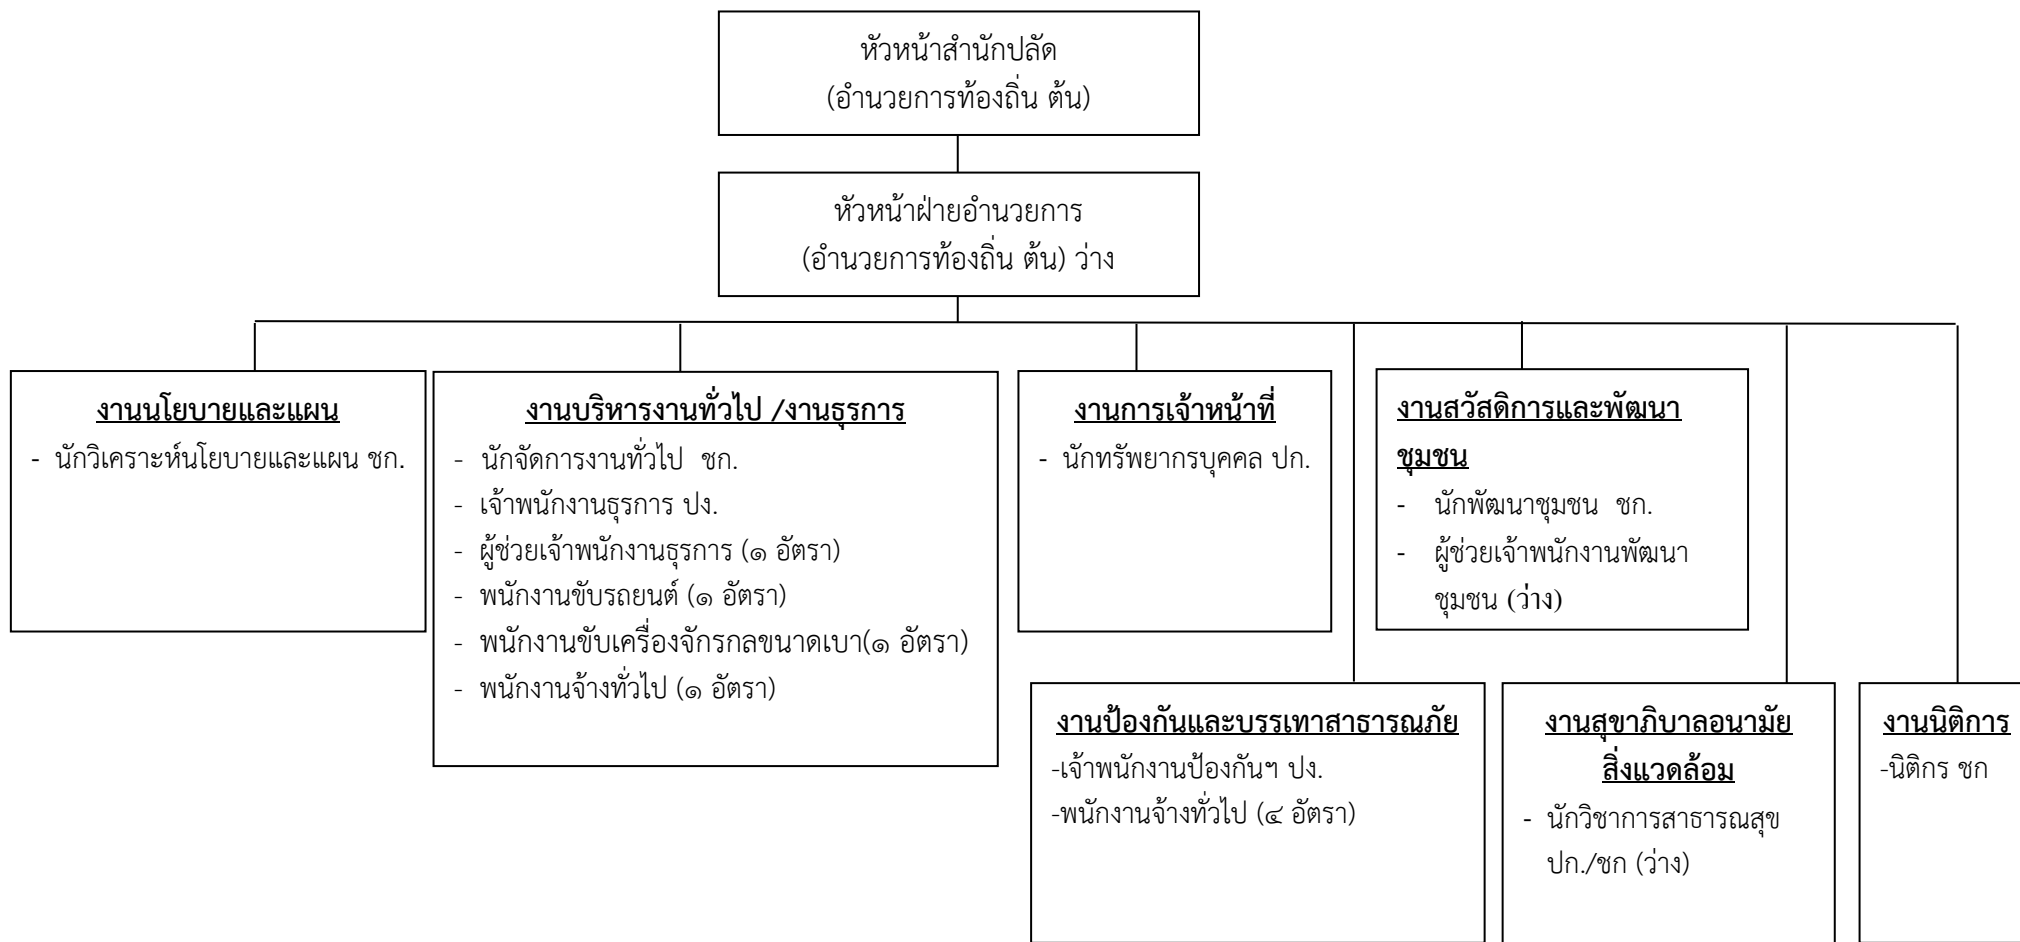 หัวหน้าสำนักปลัด
(อำนวยการท้องถิ่น ต้น)
หัวหน้าฝ่ายอำนวยการ
(อำนวยการท้องถิ่น ต้น) ว่าง
งานนโยบายและแผน
- นักวิเคราะห์นโยบายและแผน ชก.
งานบริหารงานทั่วไป /งานธุรการ
- นักจัดการงานทั่วไป ชก.
- เจ้าพนักงานธุรการ ปง.
- ผู้ช่วยเจ้าพนักงานธุรการ (๑ อัตรา)
- พนักงานขับรถยนต์ (๑ อัตรา)
- พนักงานขับเครื่องจักรกลขนาดเบา(๑ อัตรา)
- พนักงานจ้างทั่วไป (๑ อัตรา)
งานการเจ้าหน้าที่
- นักทรัพยากรบุคคล ปก.
งานสวัสดิการและพัฒนา
ชุมชน
- นักพัฒนาชุมชน ชก.
- ผู้ช่วยเจ้าพนักงานพัฒนา
ชุมชน (ว่าง)
งานป้องกันและบรรเทาสาธารณภัย
-เจ้าพนักงานป้องกันฯ ปง.
-พนักงานจ้างทั่วไป (๔ อัตรา)
งานสุขาภิบาลอนามัย
สิ่งแวดล้อม
- นักวิชาการสาธารณสุข
ปก./ชก (ว่าง)
งานนิติการ
-นิติกร ชก